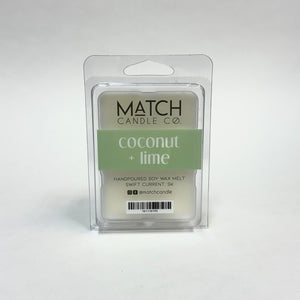 MATCH
CANDLE CO
coconut
+ lime
HANDPOURED SOY WAX MELT
SWIFT CURRENT, SK
@matchcandle